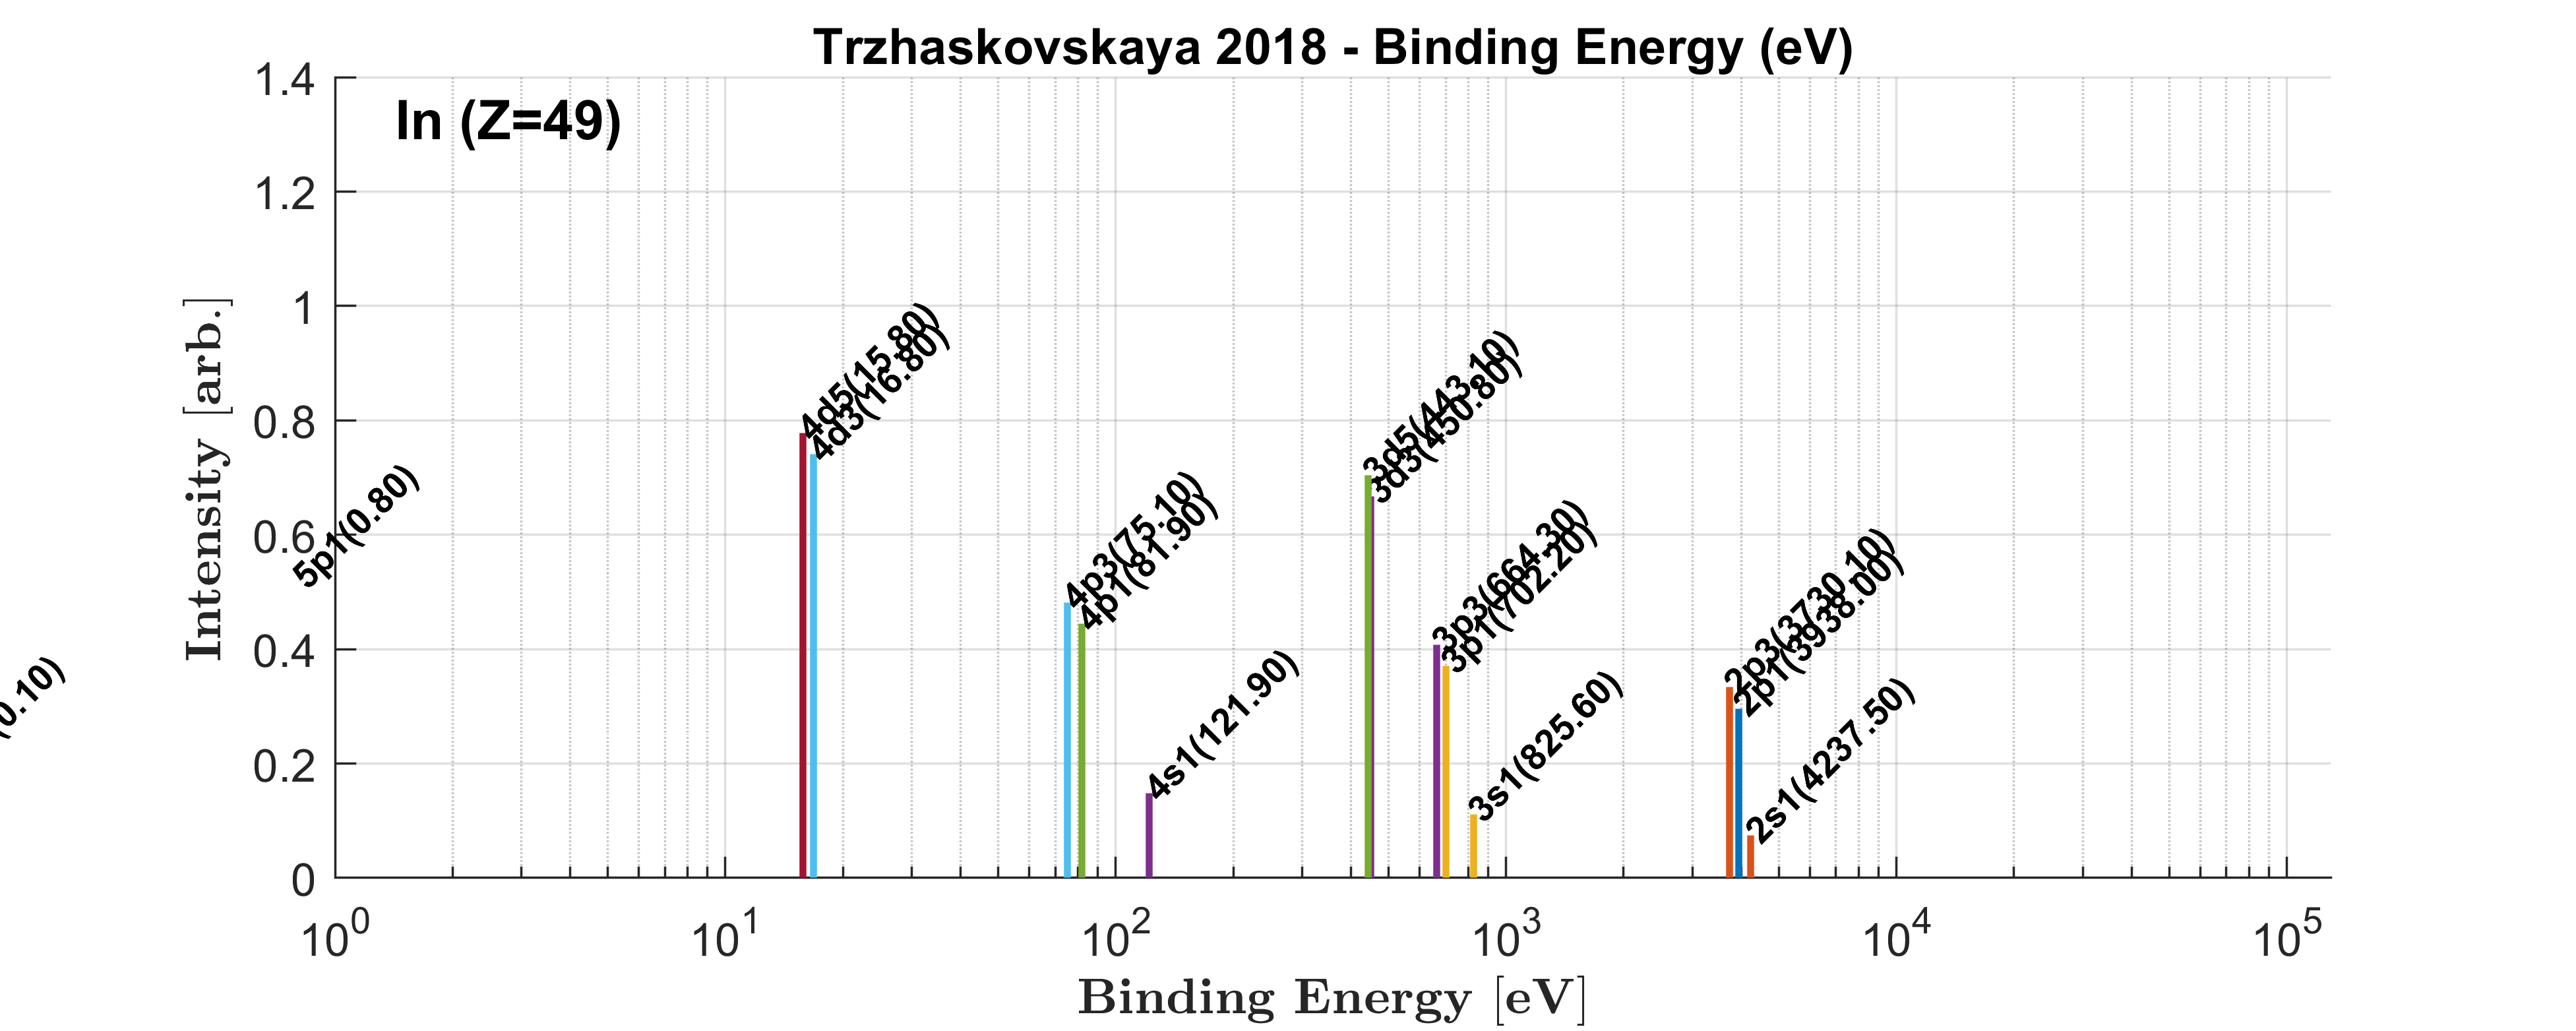 Trzhaskovskaya 2018 - Binding Energy (eV)
In (Z=49)
1.4
1.2
1
0.8
0.6
0.4
0.2
0
Intensity [arb.]
0.10)
5p1(0.80)
4d5(15.80)
4d3(16.80)
4p3(75.10)
4p1(81.90)
4s1(121.90)
3d5(443.10)
3d3(450.80)
3p3(664.30)
3p1(702.20)
3s1(825.60)
2p3(3730.10)
2p1(3938.00)
2s1(4237.50)
10^0 10^1 10^2 10^3 10^4 10^5
Binding Energy [eV]